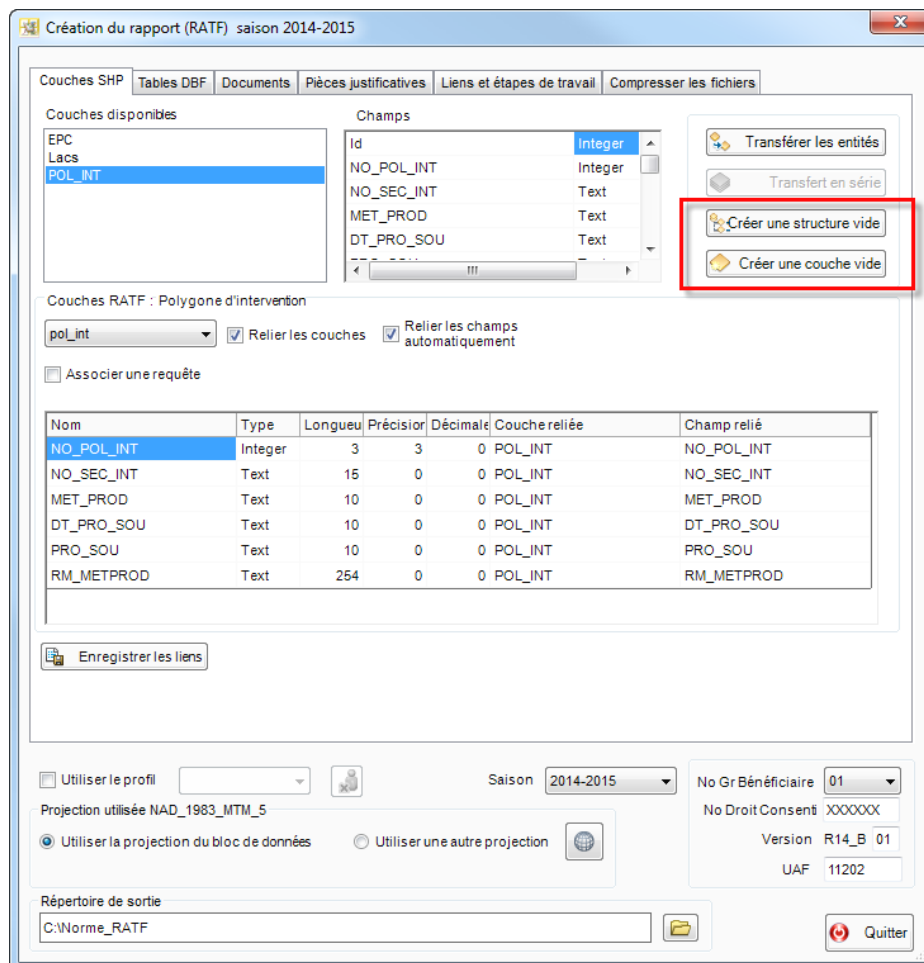 Création du rapport (RATF) saison 2014-2015
Couches SHP Tables DBF Documents Pièces justificatives Liens et étapes de travail Compresser les fichiers
Couches disponibles
EPC
Lacs
POL_INT
Champs
Id Integer
NO_POL_INT Integer
NO_SEC_INT Text
MET_PROD Text
DT_PRO_SOU Text
Transférer les entités
Transfert en série
Créer une structure vide
Créer une couche vide
Couches RATF : Polygone d'intervention
pol_int Relier les couches Relier les champs
automatiquement
Associer une requête
Nom Type Longueu Précision Décimale Couche reliée Champ relié
NO_POL_INT Integer 3 3 0 POL_INT NO_POL_INT
NO_SEC_INT Text 15 0 0 POL_INT NO_SEC_INT
MET_PROD Text 10 0 0 POL_INT MET_PROD
DT_PRO_SOU Text 10 0 0 POL_INT DT_PRO_SOU
PRO_SOU Text 10 0 0 POL_INT PRO_SOU
RM_METPROD Text 254 0 0 POL_INT RM_METPROD
Enregistrer les liens
Utiliser le profil
Saison 2014-2015
Projection utilisée NAD_1983_MTM_5
Utiliser la projection du bloc de données Utiliser une autre projection
No Gr Bénéficiaire 01
No Droit Consenti XXXXXX
Version R14_B 01
UAF 11202
Répertoire de sortie
C:\Norme_RATF
Quitter